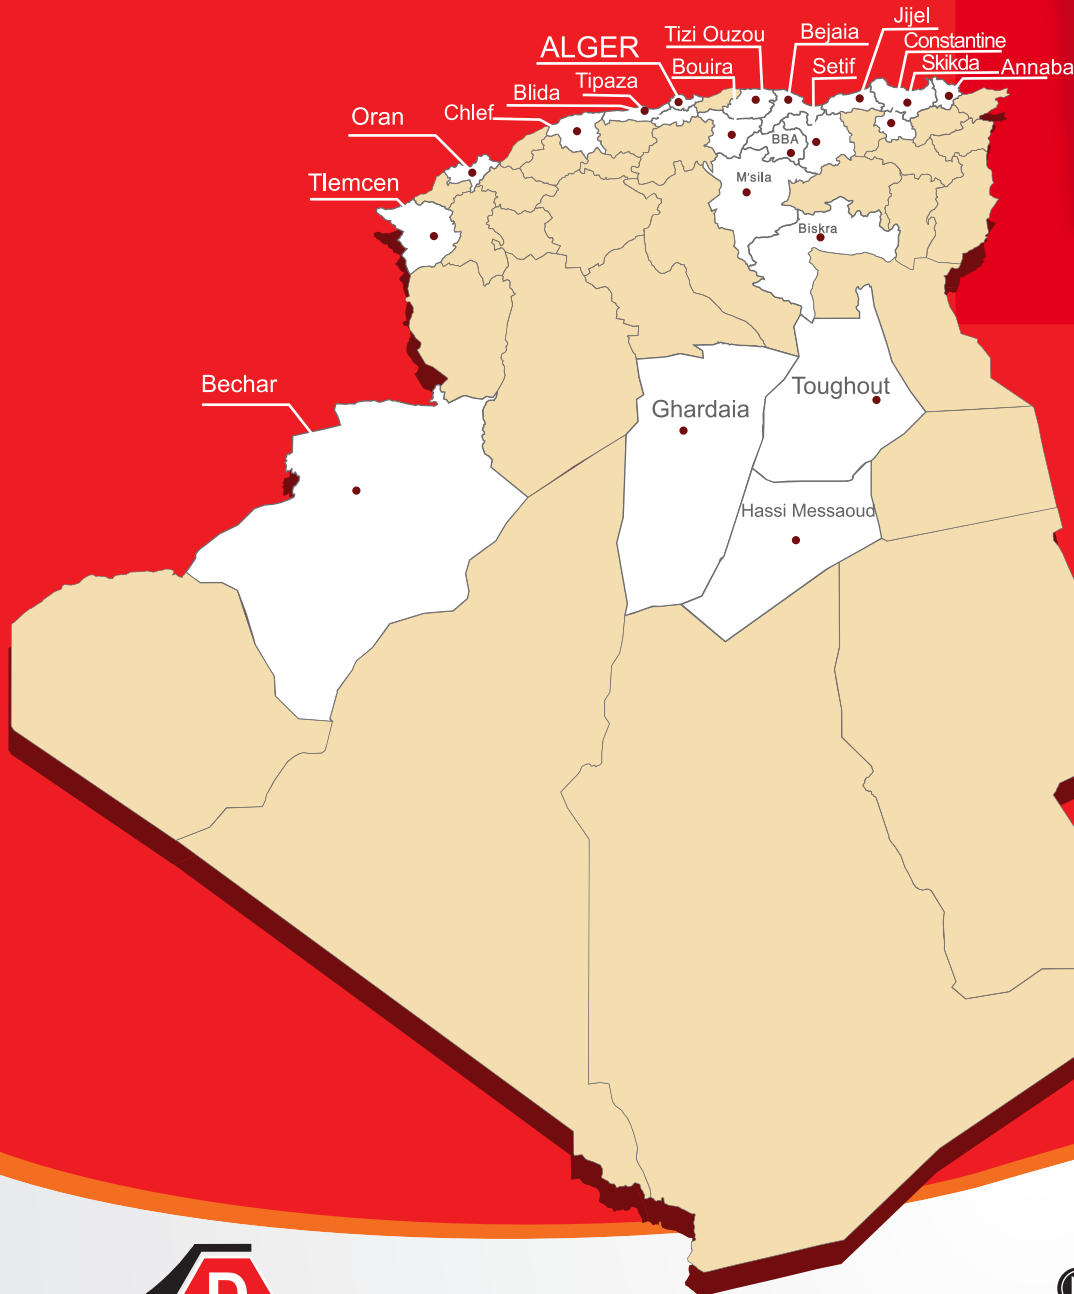 Jijel
Tizi Ouzou
Bejaia
Constantine
ALGER
Bouira
Setif
Skikda
Annaba
Tipaza
Blida
Chlef
Oran
BBA
M'sila
Tlemcen
Biskra
Bechar
Toughout
Ghardaia
Hassi Messaoud